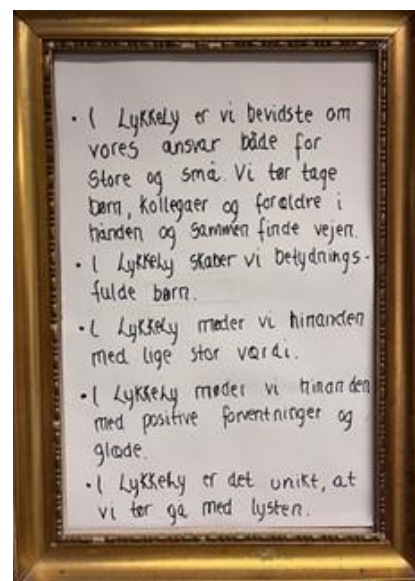 • I Lykkely er vi bevidste om
vores ansvar både for
Store og små. Vi tør tage
børn, kollegaer og forældre i
hånden og sammen finde vejen.
• I Lykkely skaber vi betydnings-
fulde børn.
• I Lykkely møder vi hinanden
med lige stor værdi.
• I Lykkely møder vi hinanden
med positive forventninger og
glæde.
• I Lykkely er det unikt, at
vi tør gå med lysten.